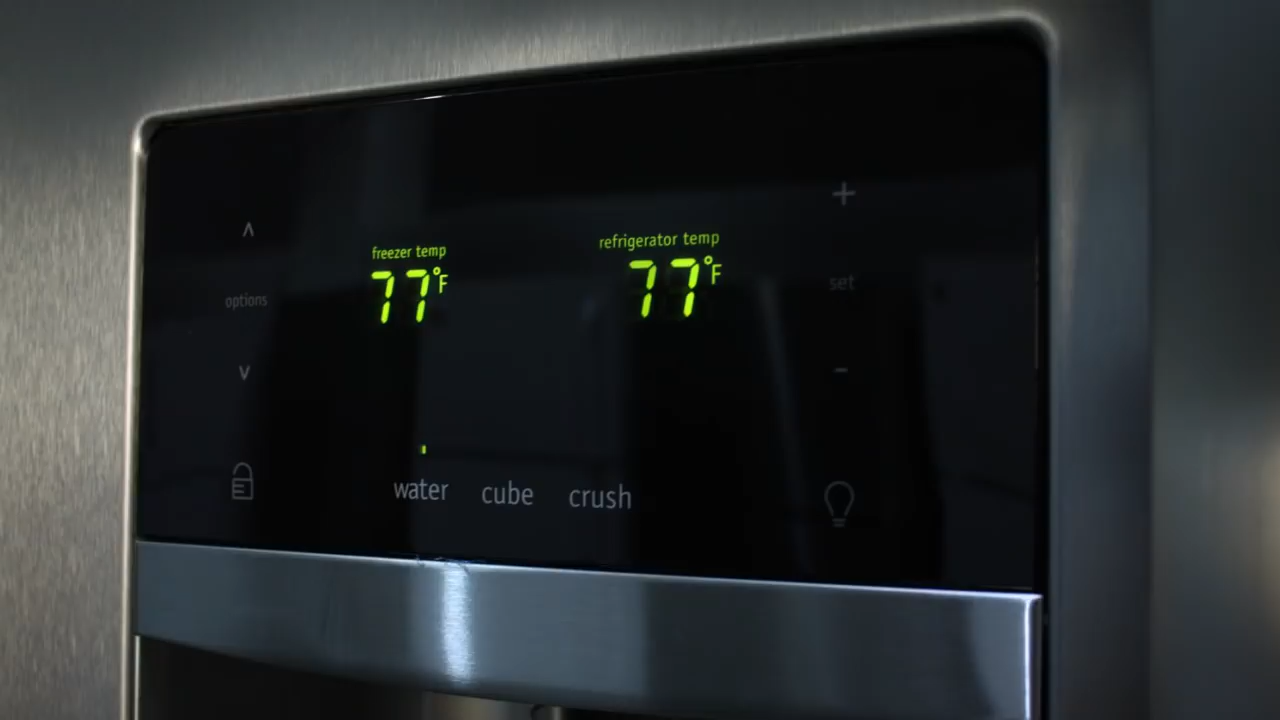 freezer temp
77°F
refrigerator temp
77°F
+
options
set
-
water cube crush